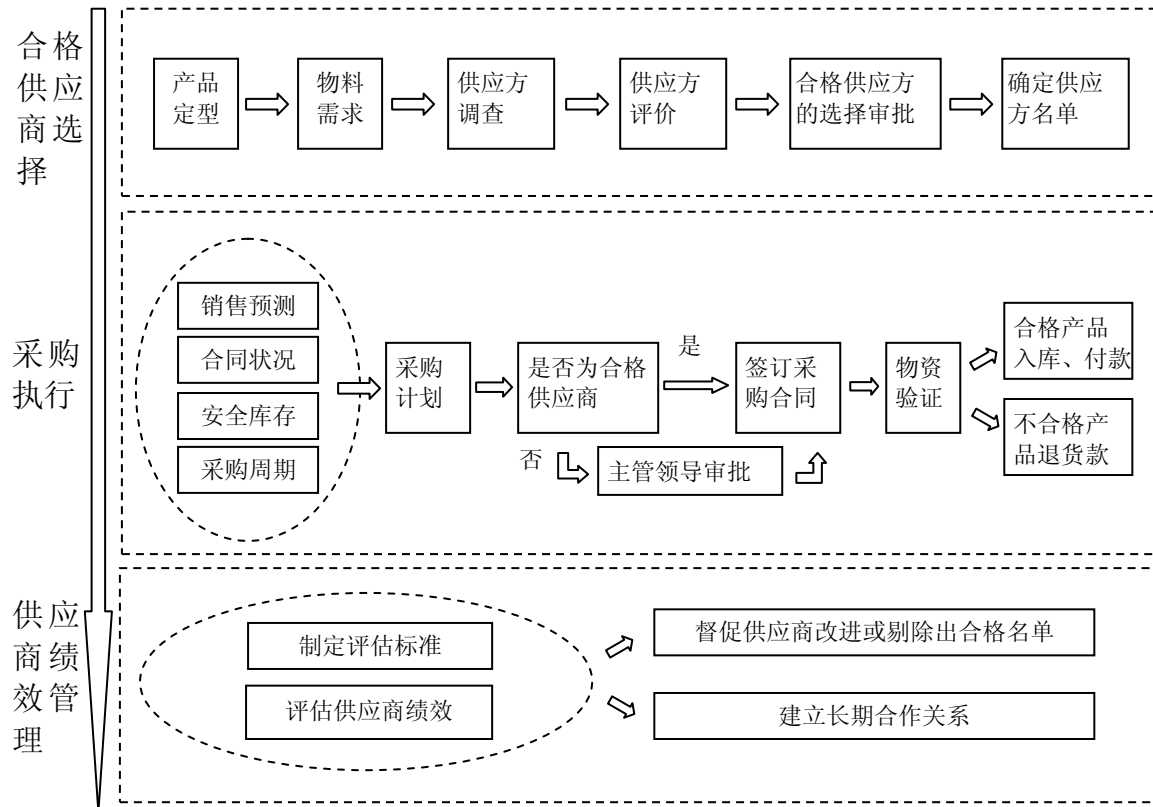 合格
供应
商选
择
产品
定型
物料
需求
供应方
调查
供应方
评价
合格供应方
的选择审批
确定供应
方名单
采购
执行
销售预测
合同状况
安全库存
采购周期
采购
计划
是否为合格
供应商
是
否
主管领导审批
签订采
购合同
物资
验证
合格产品
入库、付款
不合格产
品退货款
供应
商绩
效管
理
制定评估标准
评估供应商绩效
督促供应商改进或剔除出合格名单
建立长期合作关系